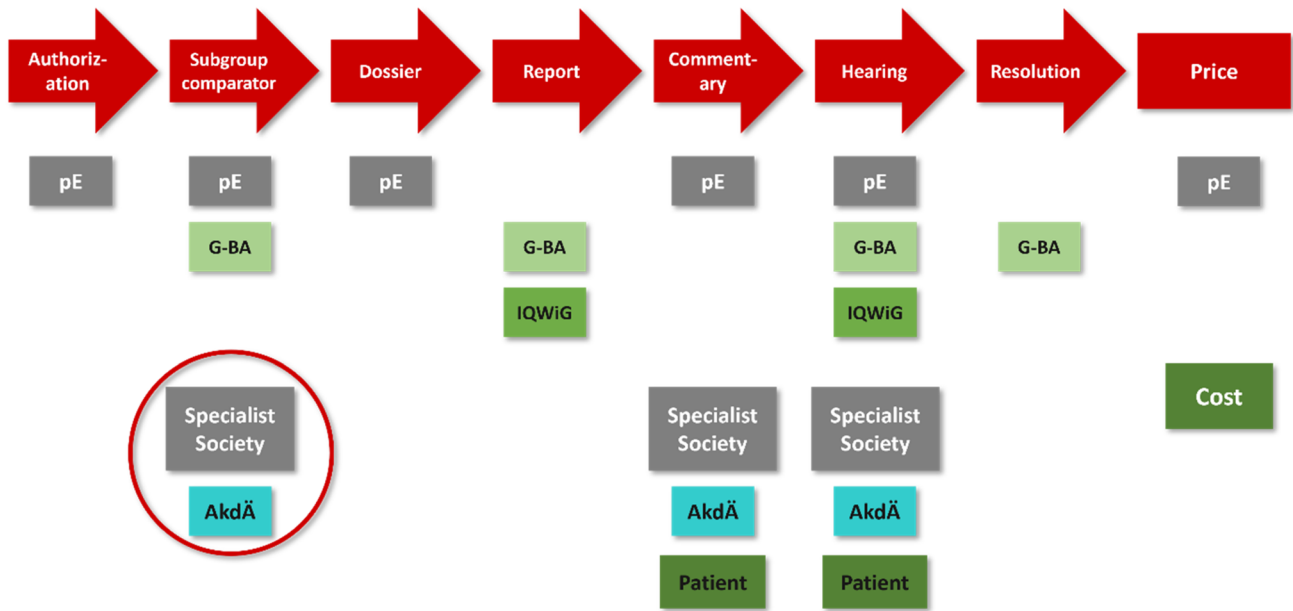 Authoriz-
ation
Subgroup
comparator
Dossier
Report
Comment-
ary
Hearing
Resolution
Price
pE
pE
pE
pE
pE
pE
G-BA
G-BA
G-BA
G-BA
IQWiG
IQWiG
Specialist
Society
Specialist
Society
Specialist
Society
Cost
AkdÄ
AkdÄ
AkdÄ
Patient
Patient